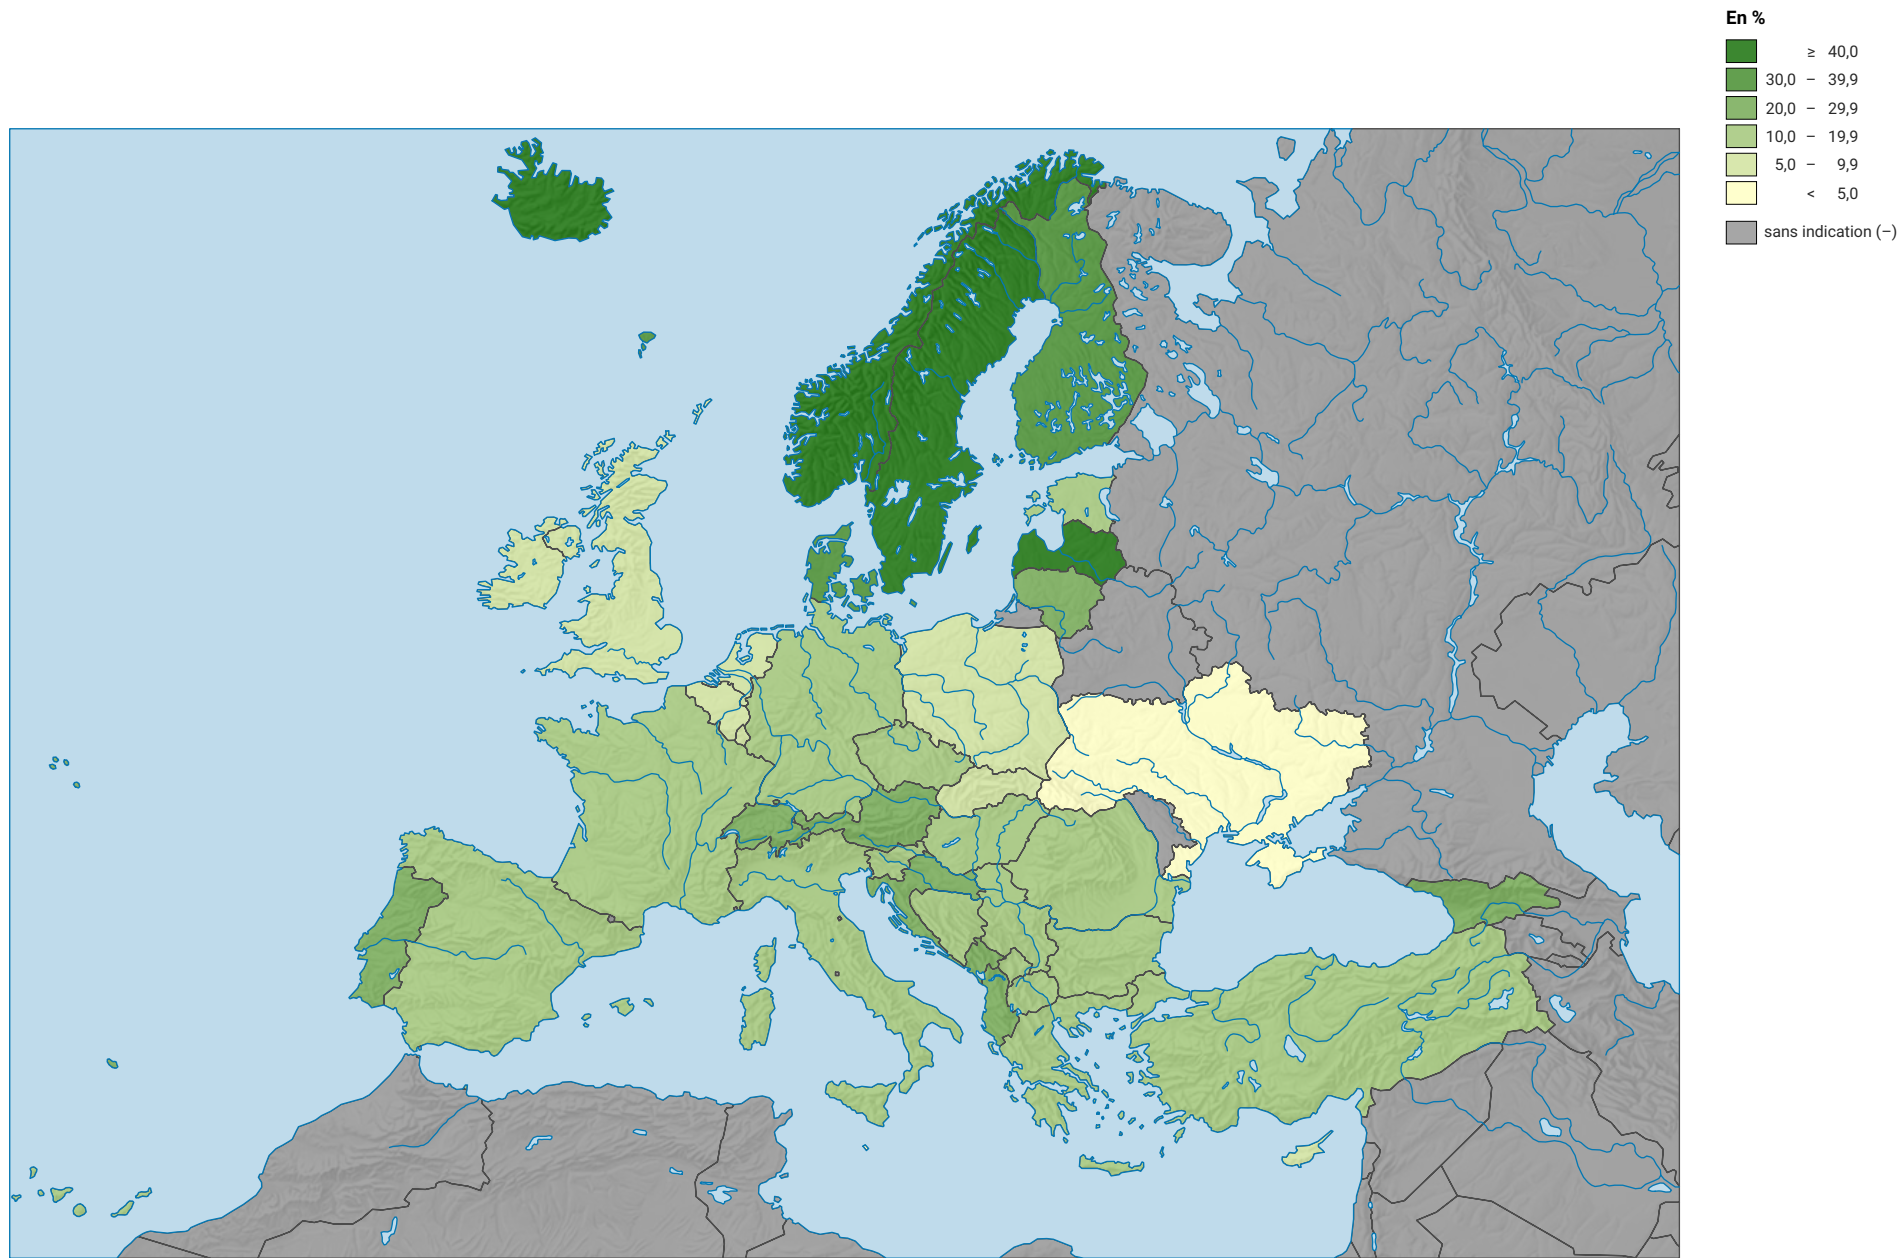 En %
≥ 40,0
30,0 – 39,9
20,0 – 29,9
10,0 – 19,9
5,0 – 9,9
< 5,0
sans indication (–)